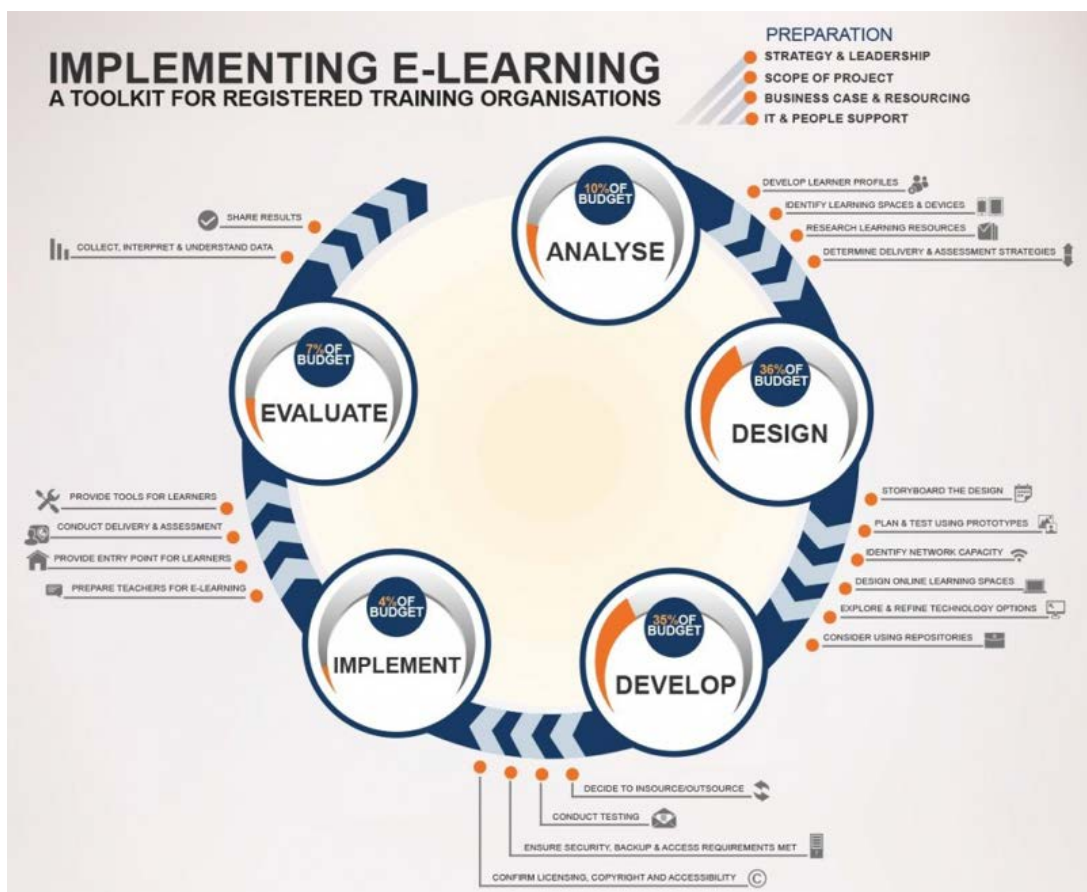 IMPLEMENTING E-LEARNING
A TOOLKIT FOR REGISTERED TRAINING ORGANISATIONS
PREPARATION
STRATEGY & LEADERSHIP
SCOPE OF PROJECT
BUSINESS CASE & RESOURCING
IT & PEOPLE SUPPORT
10% OF
BUDGET
ANALYSE
DEVELOP LEARNER PROFILES
IDENTIFY LEARNING SPACES & DEVICES
RESEARCH LEARNING RESOURCES
DETERMINE DELIVERY & ASSESSMENT STRATEGIES
36% OF
BUDGET
DESIGN
STORYBOARD THE DESIGN
PLAN & TEST USING PROTOTYPES
IDENTIFY NETWORK CAPACITY
DESIGN ONLINE LEARNING SPACES
EXPLORE & REFINE TECHNOLOGY OPTIONS
CONSIDER USING REPOSITORIES
35% OF
BUDGET
DEVELOP
DECIDE TO INSOURCE/OUTSOURCE
CONDUCT TESTING
ENSURE SECURITY, BACKUP & ACCESS REQUIREMENTS MET
CONFIRM LICENSING, COPYRIGHT AND ACCESSIBILITY ©
4% OF
BUDGET
IMPLEMENT
PROVIDE TOOLS FOR LEARNERS
CONDUCT DELIVERY & ASSESSMENT
PROVIDE ENTRY POINT FOR LEARNERS
PREPARE TEACHERS FOR E-LEARNING
7% OF
BUDGET
EVALUATE
SHARE RESULTS
COLLECT, INTERPRET & UNDERSTAND DATA